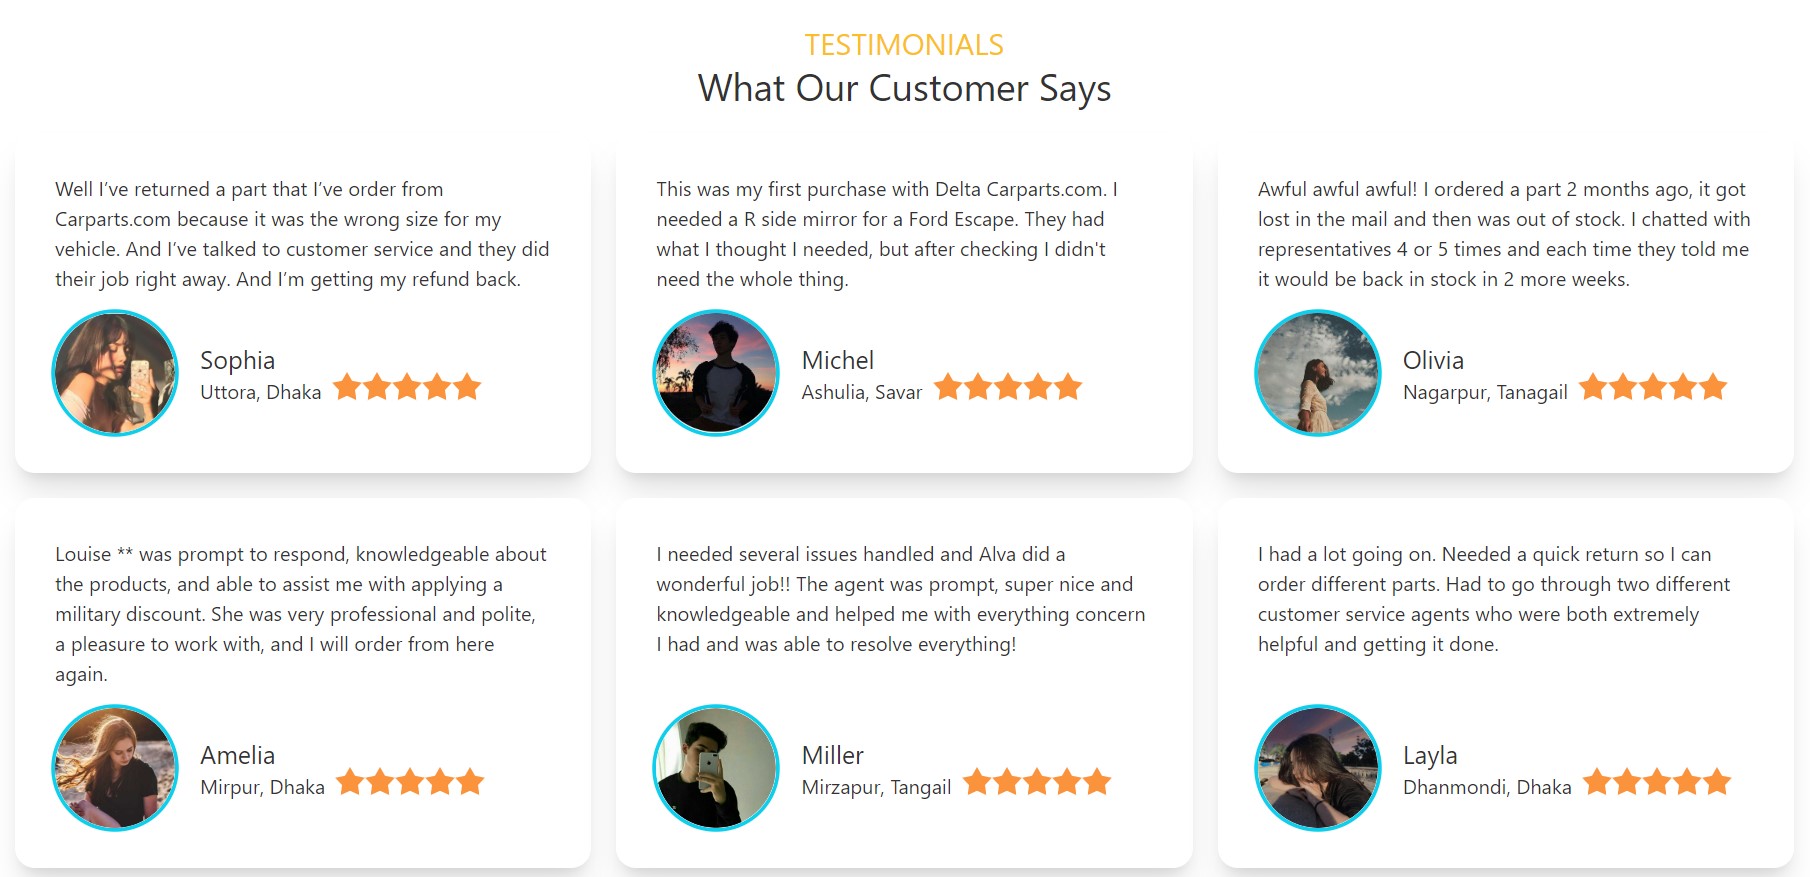 TESTIMONIALS
What Our Customer Says
Well I’ve returned a part that I’ve order from
Carparts.com because it was the wrong size for my
vehicle. And I’ve talked to customer service and they did
their job right away. And I’m getting my refund back.
Sophia
Uttora, Dhaka
This was my first purchase with Delta Carparts.com. I
needed a R side mirror for a Ford Escape. They had
what I thought I needed, but after checking I didn't
need the whole thing.
Michel
Ashulia, Savar
Awful awful awful! I ordered a part 2 months ago, it got
lost in the mail and then was out of stock. I chatted with
representatives 4 or 5 times and each time they told me
it would be back in stock in 2 more weeks.
Olivia
Nagarpur, Tanagail
Louise ** was prompt to respond, knowledgeable about
the products, and able to assist me with applying a
military discount. She was very professional and polite,
a pleasure to work with, and I will order from here
again.
Amelia
Mirpur, Dhaka
I needed several issues handled and Alva did a
wonderful job!! The agent was prompt, super nice and
knowledgeable and helped me with everything concern
I had and was able to resolve everything!
Miller
Mirzapur, Tangail
I had a lot going on. Needed a quick return so I can
order different parts. Had to go through two different
customer service agents who were both extremely
helpful and getting it done.
Layla
Dhanmondi, Dhaka